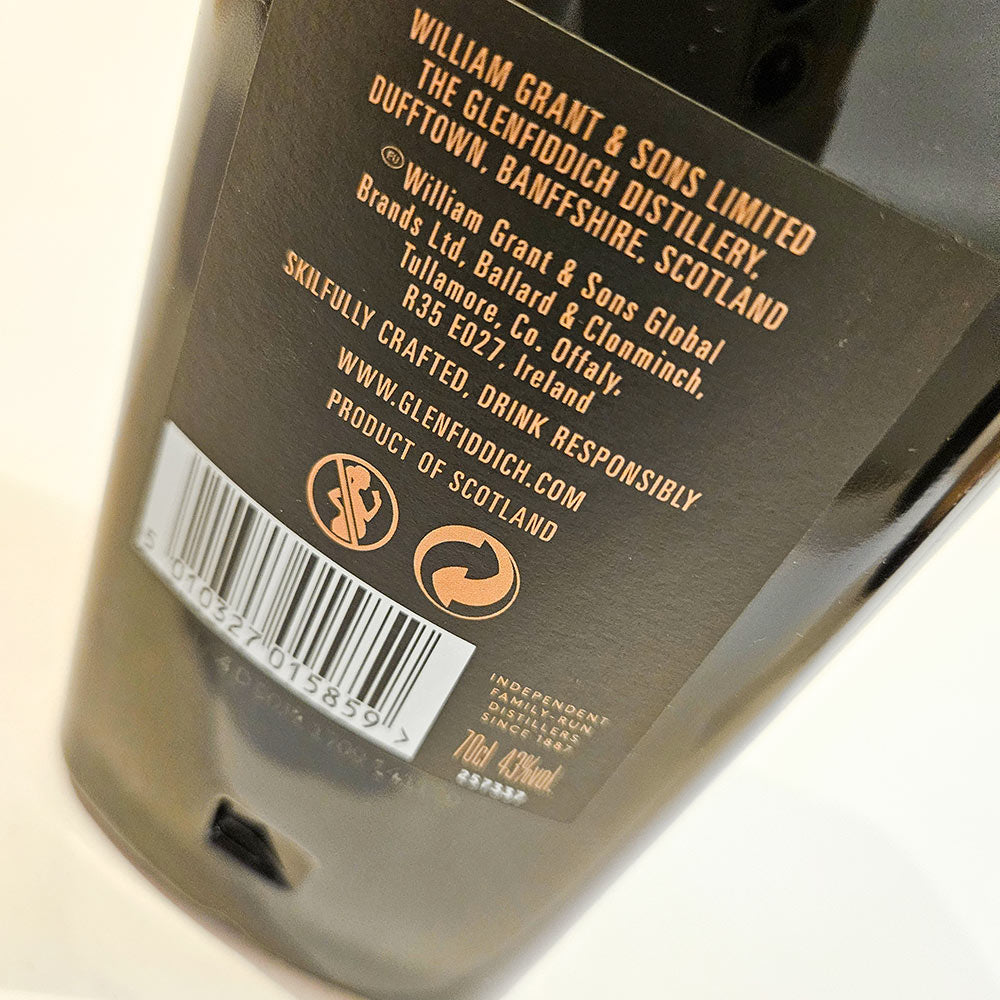 WILLIAM GRANT & SONS LIMITED
THE GLENFIDDICH DISTILLERY,
DUFFTOWN, BANFFSHIRE, SCOTLAND
EU William Grant & Sons Global
Brands Ltd, Ballard & Clonminch,
Tullamore, Co. Offaly,
R35 E027, Ireland
SKILFULLY CRAFTED. DRINK RESPONSIBLY
WWW.GLENFIDDICH.COM
PRODUCT OF SCOTLAND
5 010327 015859 >
INDEPENDENT
FAMILY-RUN
DISTILLERS
SINCE 1887
70cl 43%vol.
257337